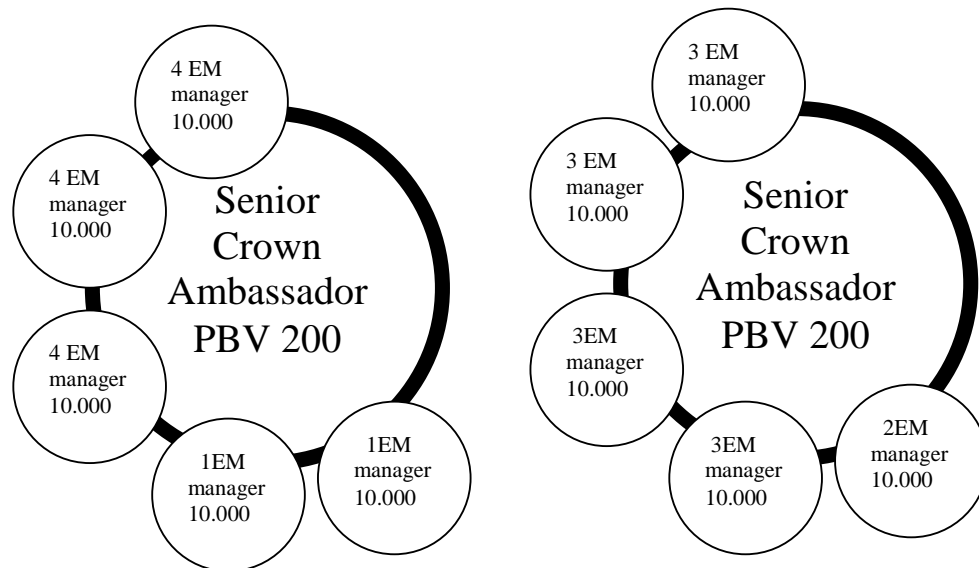 4 EM
manager
10.000
4 EM
manager
10.000
4 EM
manager
10.000
1EM
manager
10.000
1EM
manager
10.000
Senior
Crown
Ambassador
PBV 200
3 EM
manager
10.000
3 EM
manager
10.000
3EM
manager
10.000
3EM
manager
10.000
2EM
manager
10.000
Senior
Crown
Ambassador
PBV 200